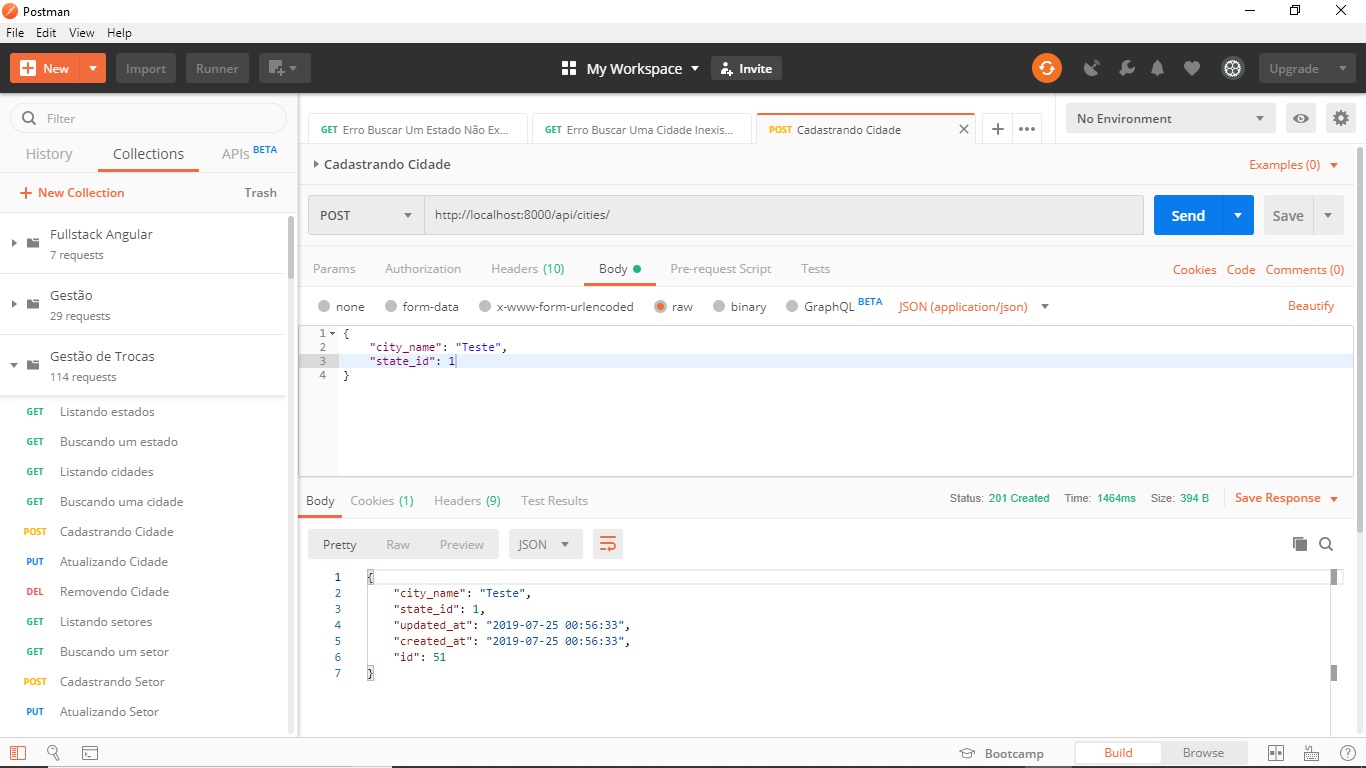 Postman
File Edit View Help
New Import Runner My Workspace Invite Upgrade
Filter
History Collections APIs BETA
New Collection Trash
Fullstack Angular
7 requests
Gestão
29 requests
Gestão de Trocas
114 requests
GET Listando estados
GET Buscando um estado
GET Listando cidades
GET Buscando uma cidade
POST Cadastrando Cidade
PUT Atualizando Cidade
DEL Removendo Cidade
GET Listando setores
GET Buscando um setor
POST Cadastrando Setor
PUT Atualizando Setor
GET Erro Buscar Um Estado Não Ex... GET Erro Buscar Uma Cidade Inexis... POST Cadastrando Cidade
No Environment
Cadastrando Cidade Examples (0)
POST http://localhost:8000/api/cities/ Send Save
Params Authorization Headers (10) Body Pre-request Script Tests Cookies Code Comments (0)
none form-data x-www-form-urlencoded raw binary GraphQL BETA JSON (application/json) Beautify
1 {
2 "city_name": "Teste",
3 "state_id": 1
4 }
Body Cookies (1) Headers (9) Test Results Status: 201 Created Time: 1464ms Size: 394 B Save Response
Pretty Raw Preview JSON
1 {
2 "city_name": "Teste",
3 "state_id": 1,
4 "updated_at": "2019-07-25 00:56:33",
5 "created_at": "2019-07-25 00:56:33",
6 "id": 51
7 }
Bootcamp Build Browse